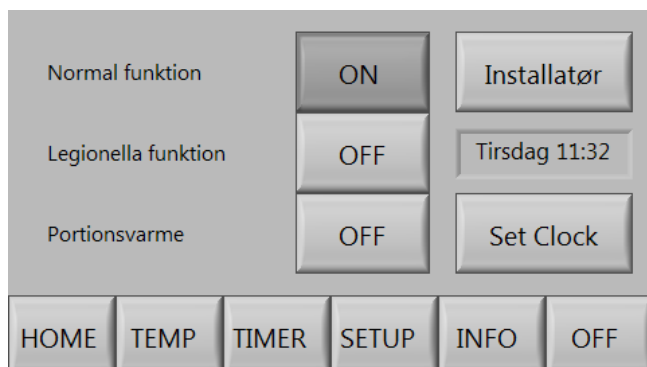 Normal funktion ON Installatør
Legionella funktion OFF Tirsdag 11:32
Portionsvarme OFF Set Clock
HOME TEMP TIMER SETUP INFO OFF